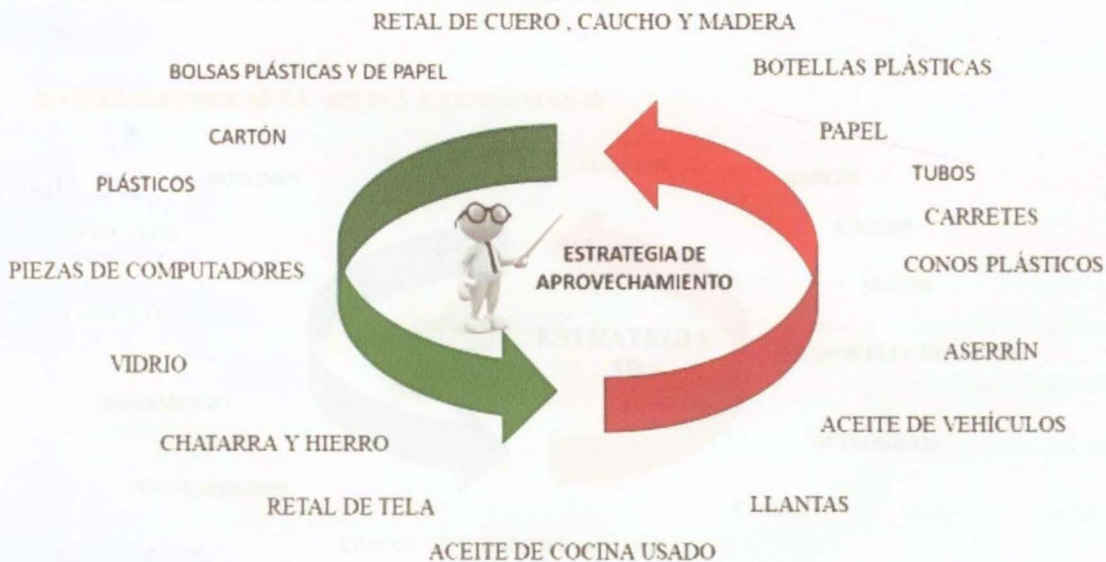 RETAL DE CUERO , CAUCHO Y MADERA
BOLSAS PLÁSTICAS Y DE PAPEL
BOTELLAS PLÁSTICAS
CARTÓN
PAPEL
PLÁSTICOS
TUBOS
CARRETES
PIEZAS DE COMPUTADORES
ESTRATEGIA DE
APROVECHAMIENTO
CONOS PLÁSTICOS
VIDRIO
ASERRÍN
CHATARRA Y HIERRO
ACEITE DE VEHÍCULOS
RETAL DE TELA
LLANTAS
ACEITE DE COCINA USADO
ESTRATEGIA